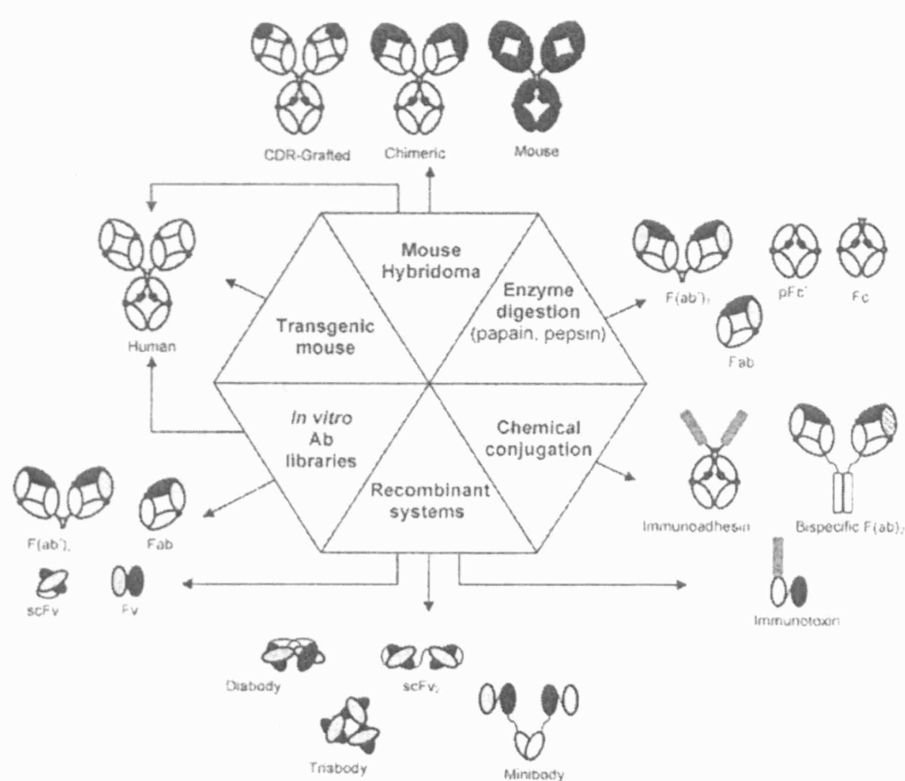 CDR-Grafted
Chimeric
Mouse
Mouse
Hybridoma
Enzyme
digestion
(papain, pepsin)
F(ab')2
pFc'
Fc
Fab
Transgenic
mouse
Human
In vitro
Ab
libraries
Chemical
conjugation
Recombinant
systems
Immunoadhesin
Bispecific F(ab)2
F(ab')2
Fab
scFv
Fv
Immunotoxin
Diabody
scFv2
Triabody
Minibody